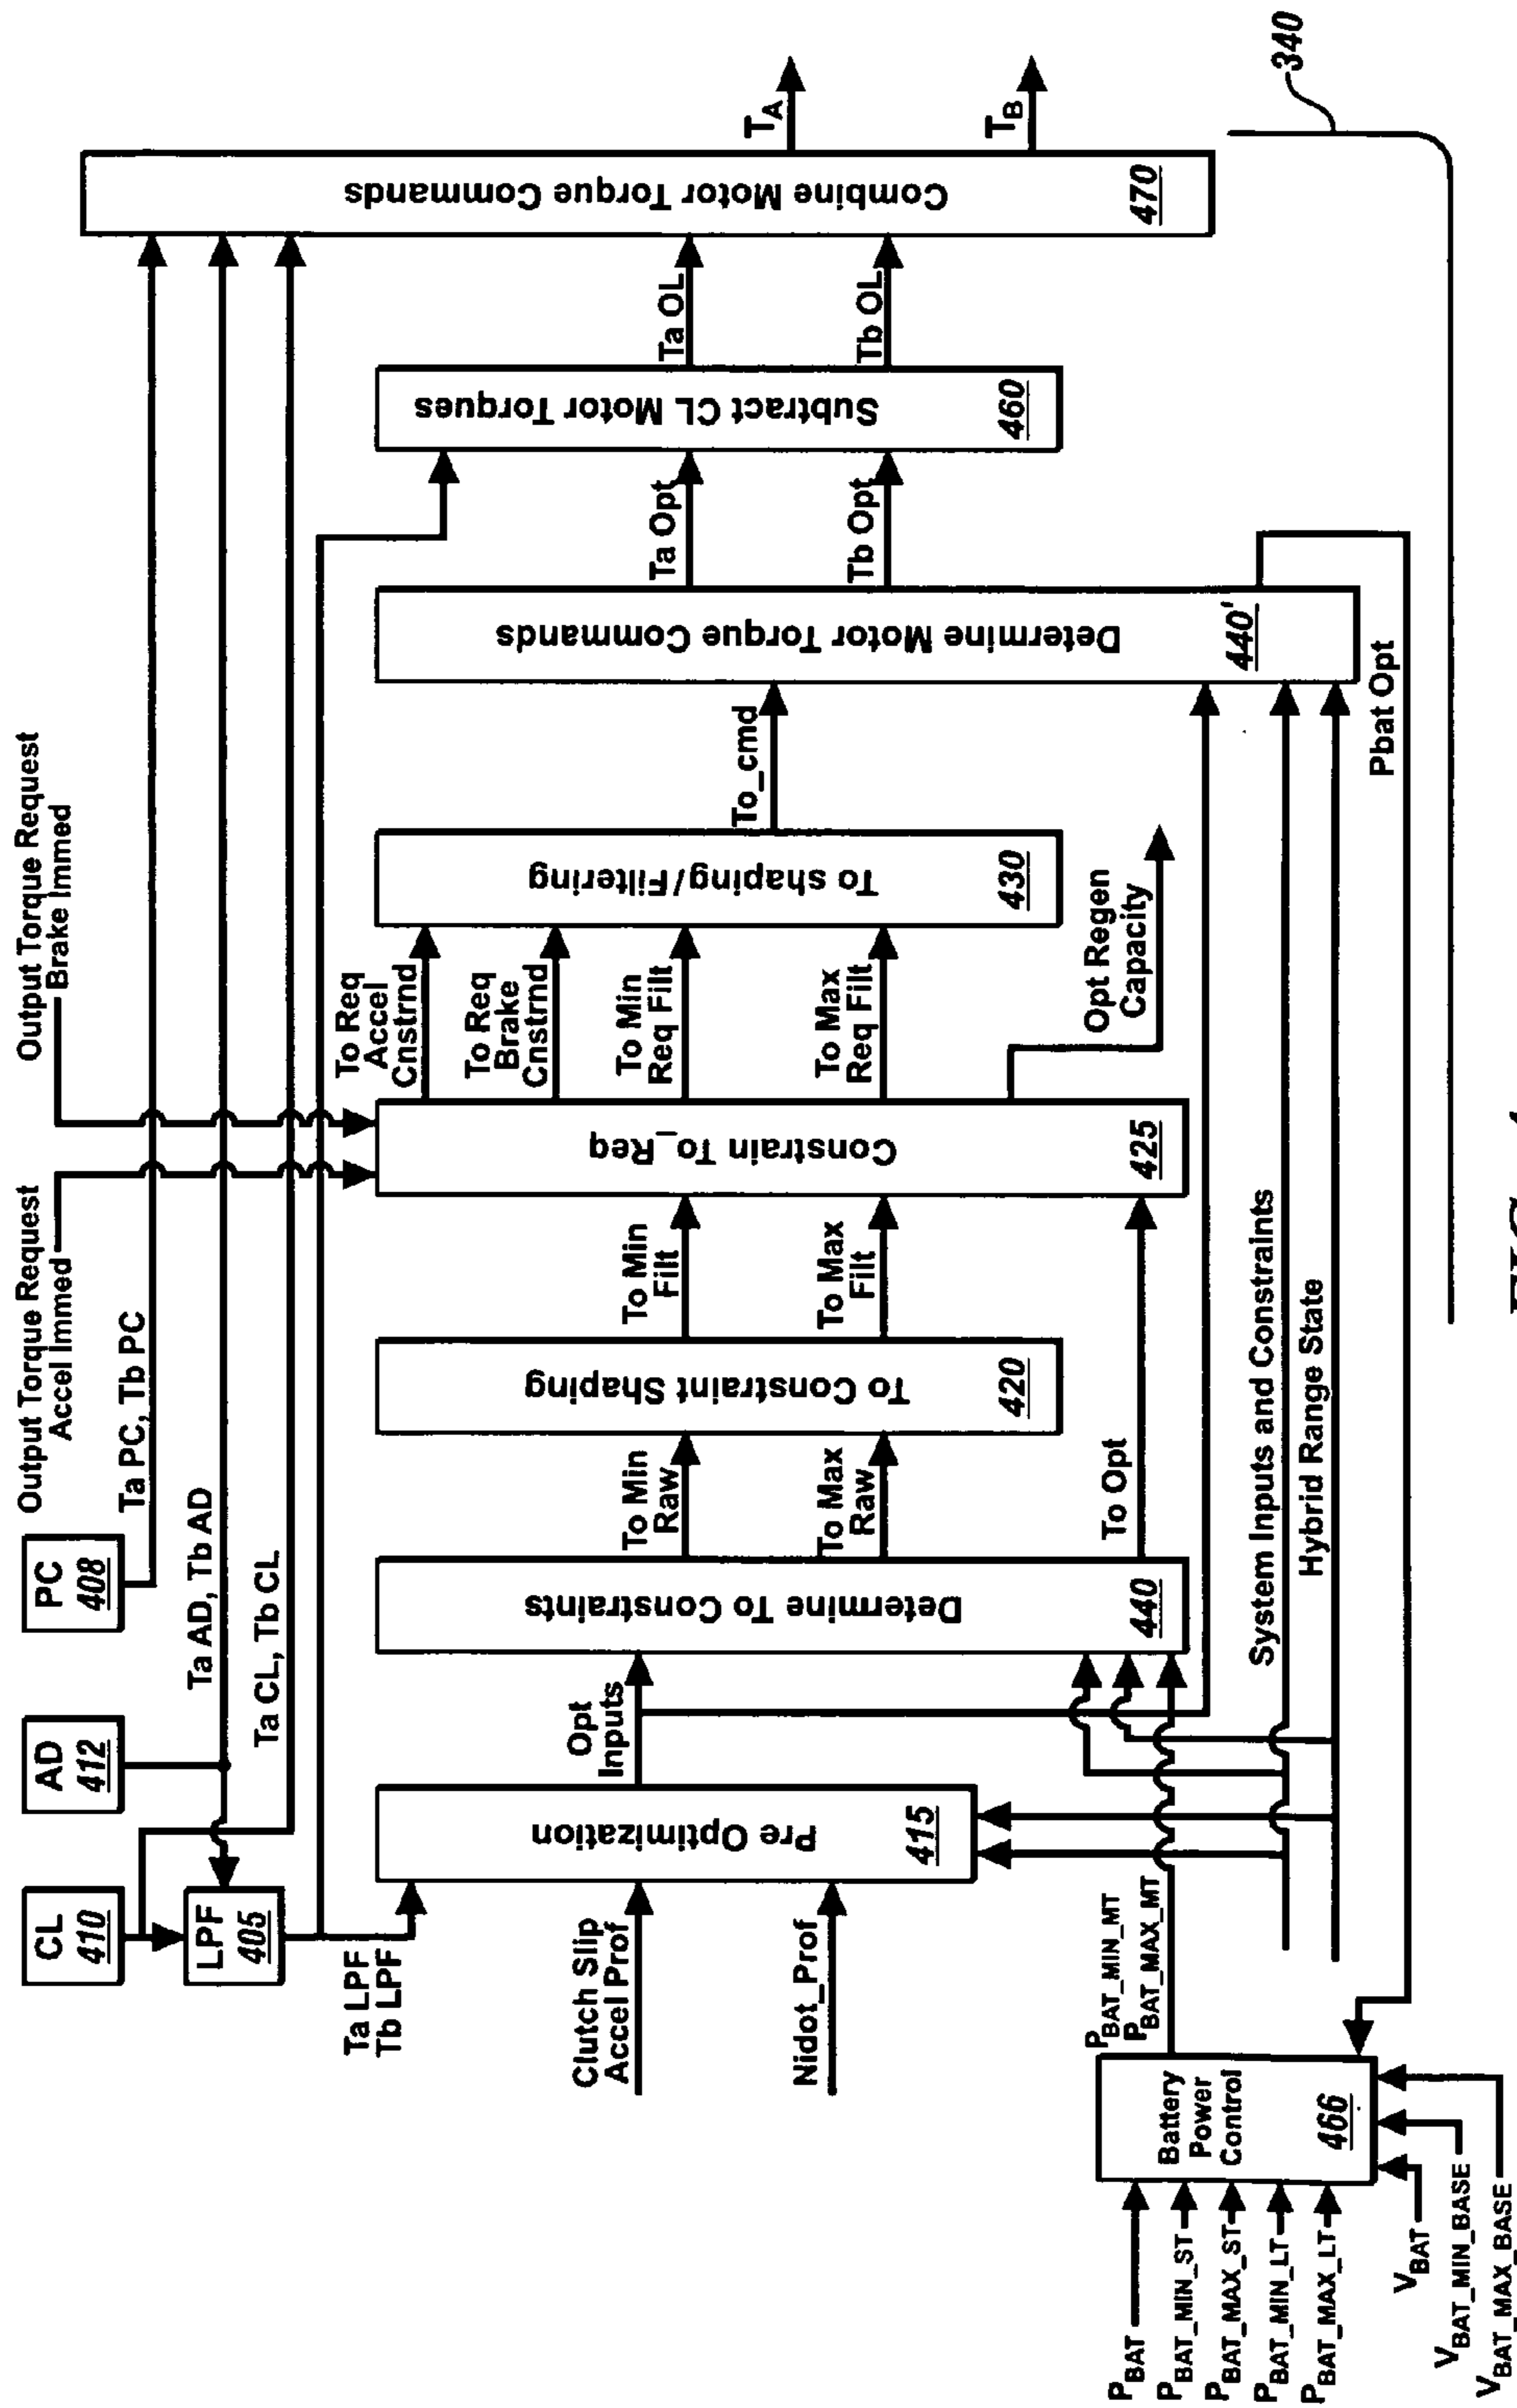 Output Torque Request
Brake Immed
Output Torque Request
Accel Immed
CL
410
AD
412
PC
408
LPF
405
Ta PC, Tb PC
Ta AD, Tb AD
Ta CL, Tb CL
Ta LPF
Tb LPF
Clutch Slip
Accel Prof
Nidot_Prof
Pre Optimization
415
Opt
Inputs
Determine To Constraints
440
To Min
Raw
To Max
Raw
To Opt
To Constraint Shaping
420
To Min
Filt
To Max
Filt
Constrain To_Req
425
To Req
Accel
Cnstrnd
To Req
Brake
Cnstrnd
To Min
Req Filt
To Max
Req Filt
Opt Regen
Capacity
To shaping/Filtering
430
To_cmd
Determine Motor Torque Commands
440'
Ta Opt
Tb Opt
Subtract CL Motor Torques
460
Ta OL
Tb OL
Combine Motor Torque Commands
470
TA
TB
System Inputs and Constraints
Hybrid Range State
Pbat Opt
PBAT_MIN_MT
PBAT_MAX_MT
Battery
Power
Control
466
PBAT
PBAT_MIN_ST
PBAT_MAX_ST
PBAT_MIN_LT
PBAT_MAX_LT
VBAT
VBAT_MIN_BASE
VBAT_MAX_BASE
340